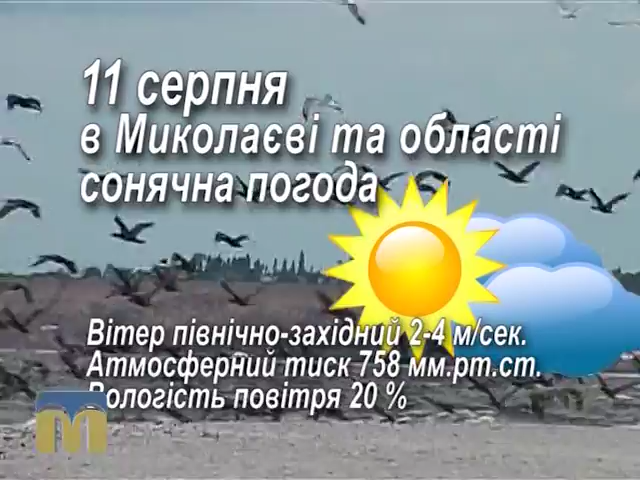 11 серпня
в Миколаєві та області
сонячна погода
Вітер північно-західний 2-4 м/сек.
Атмосферний тиск 758 мм.рт.ст.
Вологість повітря 20 %